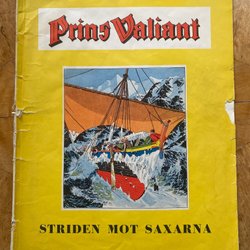 Prins Valiant
STRIDEN MOT SAXARNA